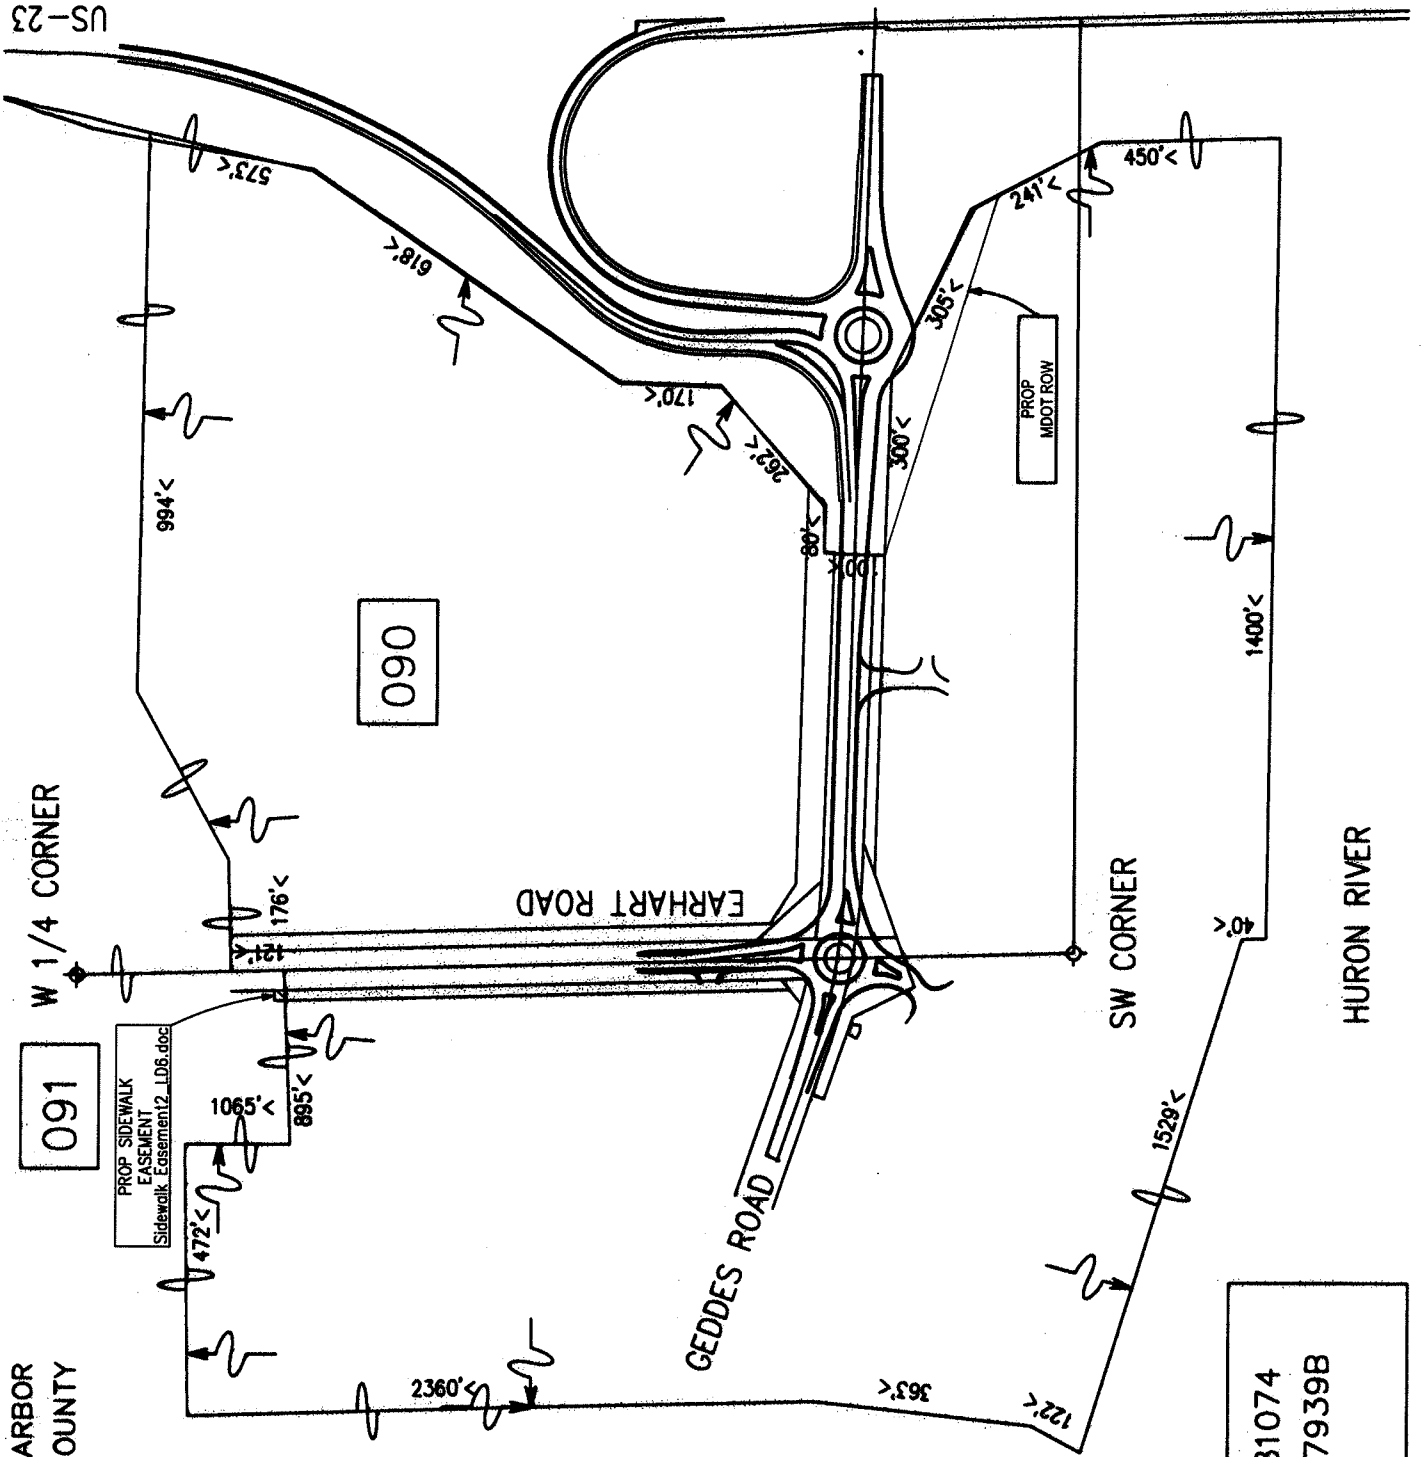 US-23
573'<
618'<
170'<
262'<
80'<
100'<
300'<
305'<
241'<
450'<
PROP
MDOT ROW
994'<
090
1400'<
W 1/4 CORNER
176'<
121'<
EARHART ROAD
SW CORNER
40'<
HURON RIVER
091
PROP SIDEWALK
EASEMENT
Sidewalk Easement2_LD6.doc
1065'<
895'<
472'<
GEDDES ROAD
1529'<
2360'<
363'<
122'<
ARBOR
OUNTY
31074
7939B